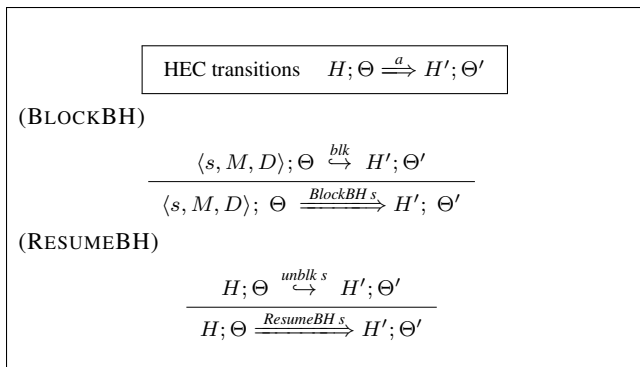 HEC transitions H; Θ =a⇒ H′; Θ′
(BLOCKBH)
⟨s, M, D⟩; Θ ↪ blk H′; Θ′
⟨s, M, D⟩; Θ =BlockBH s⇒ H′; Θ′
(RESUMEBH)
H; Θ ↪ unblk s H′; Θ′
H; Θ =ResumeBH s⇒ H′; Θ′